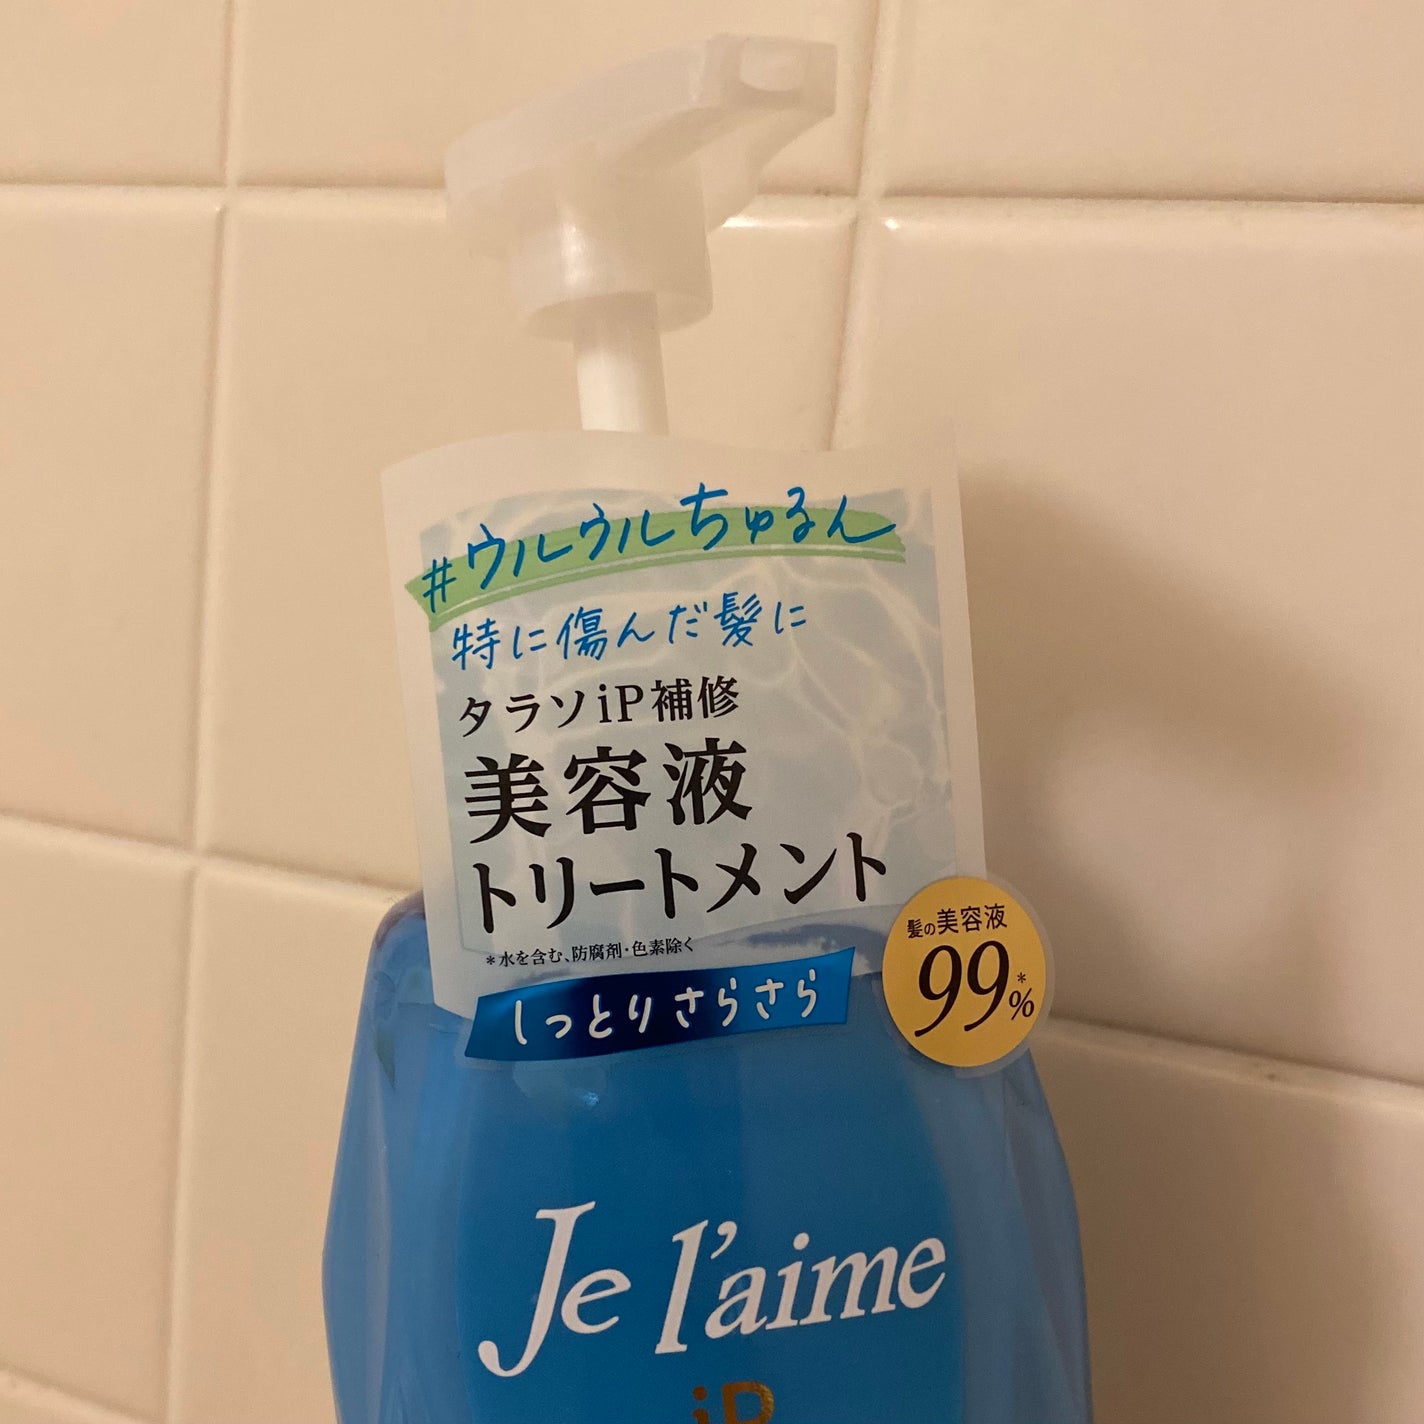 #ウルウルちゅるん
特に傷んだ髪に
タラソiP補修
美容液
トリートメント
*水を含む、防腐剤・色素除く
しっとりさらさら
髪の美容液
99*%
Je l'aime
iP